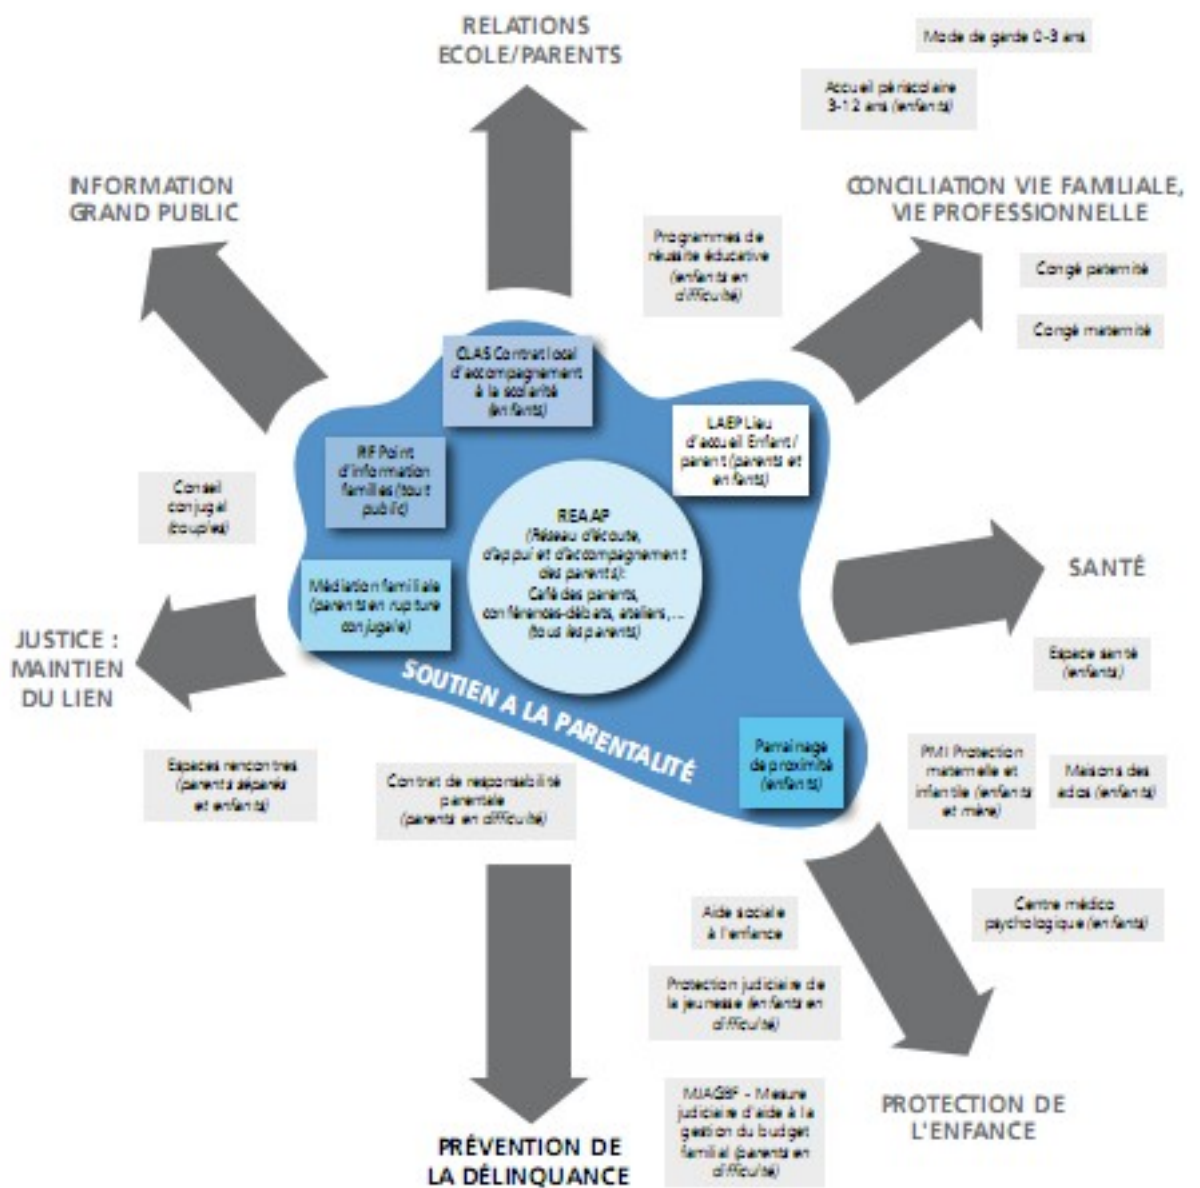 RELATIONS
ECOLE/PARENTS
Mode de garde 0-3 ans
Accueil périscolaire
3-12 ans (enfants)
INFORMATION
GRAND PUBLIC
CONCILIATION VIE FAMILIALE,
VIE PROFESSIONNELLE
Programmes de
réussite éducative
(enfants en
difficulté)
Congé paternité
Congé maternité
CLAS Contrat local
d'accompagnement
à la scolarité
(enfants)
LAEP Lieu
d'accueil Enfant/
parent (parents et
enfants)
PIF Point
d'information
familles (tout
public)
Conseil
conjugal
(couples)
REAAP
(Réseau d'écoute,
d'appui et d'accompagnement
des parents):
Café des parents,
conférences-débats, ateliers,...
(tous les parents)
Médiation familiale
(parents en rupture
conjugale)
SANTÉ
JUSTICE :
MAINTIEN
DU LIEN
Espace santé
(enfants)
SOUTIEN A LA PARENTALITÉ
Parrainage
de proximité
(enfants)
PMI Protection
maternelle et
infantile (enfants
et mère)
Maisons des
ados (enfants)
Espaces rencontres
(parents séparés
et enfants)
Contrat de responsabilité
parentale
(parents en difficulté)
Aide sociale
à l'enfance
Centre médico
psychologique (enfants)
Protection judiciaire de
la jeunesse (enfants en
difficulté)
MJAGBF - Mesure
judiciaire d'aide à la
gestion du budget
familial (parents en
difficulté)
PROTECTION DE
L'ENFANCE
PRÉVENTION DE
LA DÉLINQUANCE